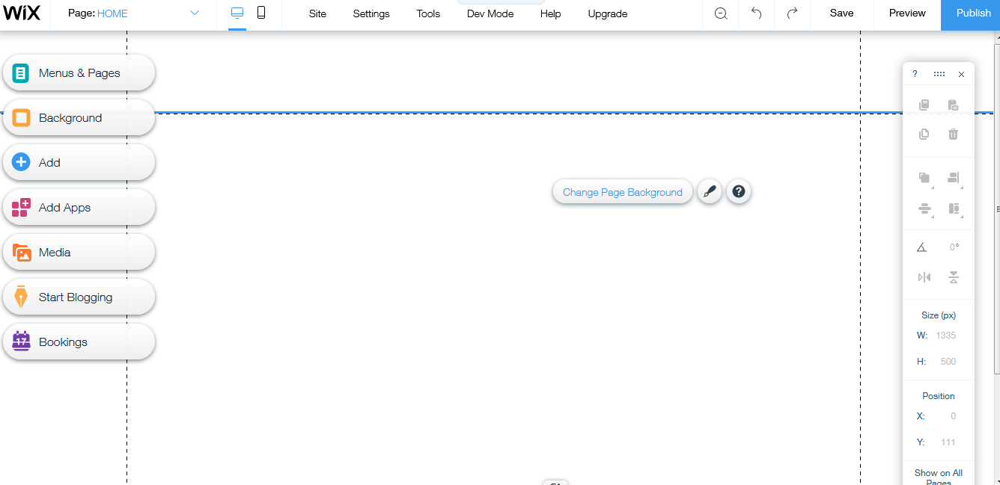 WiX
Page: HOME
Site
Settings
Tools
Dev Mode
Help
Upgrade
Save
Preview
Publish
Menus & Pages
Background
Add
Add Apps
Media
Start Blogging
17
Bookings
Change Page Background
?
?
0°
Size (px)
W: 1335
H: 500
Position
X: 0
Y: 111
Show on All
Pages